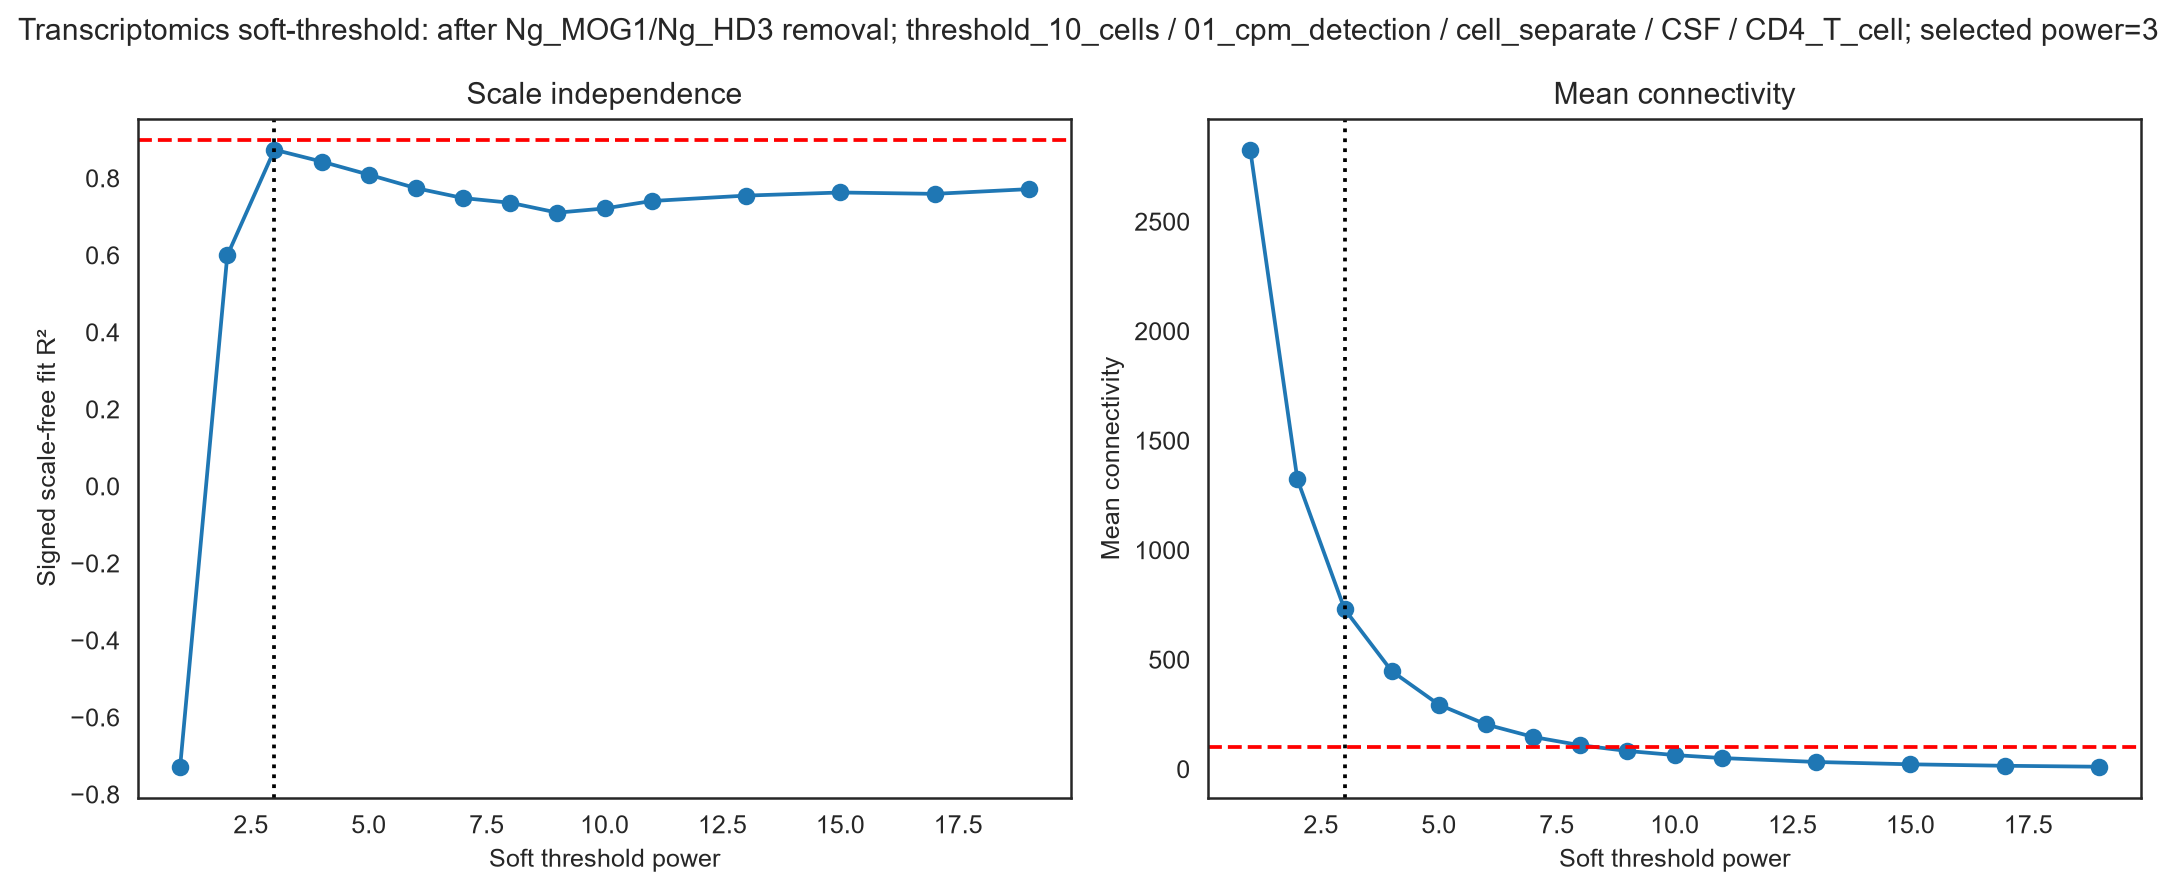 Transcriptomics soft-threshold: after Ng_MOG1/Ng_HD3 removal; threshold_10_cells / 01_cpm_detection / cell_separate / CSF / CD4_T_cell; selected power=3
Scale independence
Signed scale-free fit R²
0.8
0.6
0.4
0.2
0.0
−0.2
−0.4
−0.6
−0.8
2.5 5.0 7.5 10.0 12.5 15.0 17.5
Soft threshold power
Mean connectivity
Mean connectivity
2500
2000
1500
1000
500
0
2.5 5.0 7.5 10.0 12.5 15.0 17.5
Soft threshold power